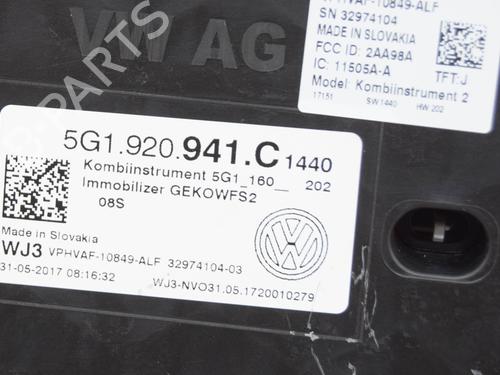 VW AG
VPHVAF-10849-ALF
SN 32974104
MADE IN SLOVAKIA
FCC ID: 2AA98A
IC: 11505A-A
TFT:J
Model: Kombiinstrument 2
17151 SW1440 HW 202
5G1.920.941.C 1440
Kombiinstrument 5G1_160__ 202
Immobilizer GEKOWFS2
08S
Made in Slovakia
WJ3 VPHVAF-10849-ALF 32974104-03
31-05-2017 08:16:32
WJ3-NVO31.05.1720010279
B-PARTS